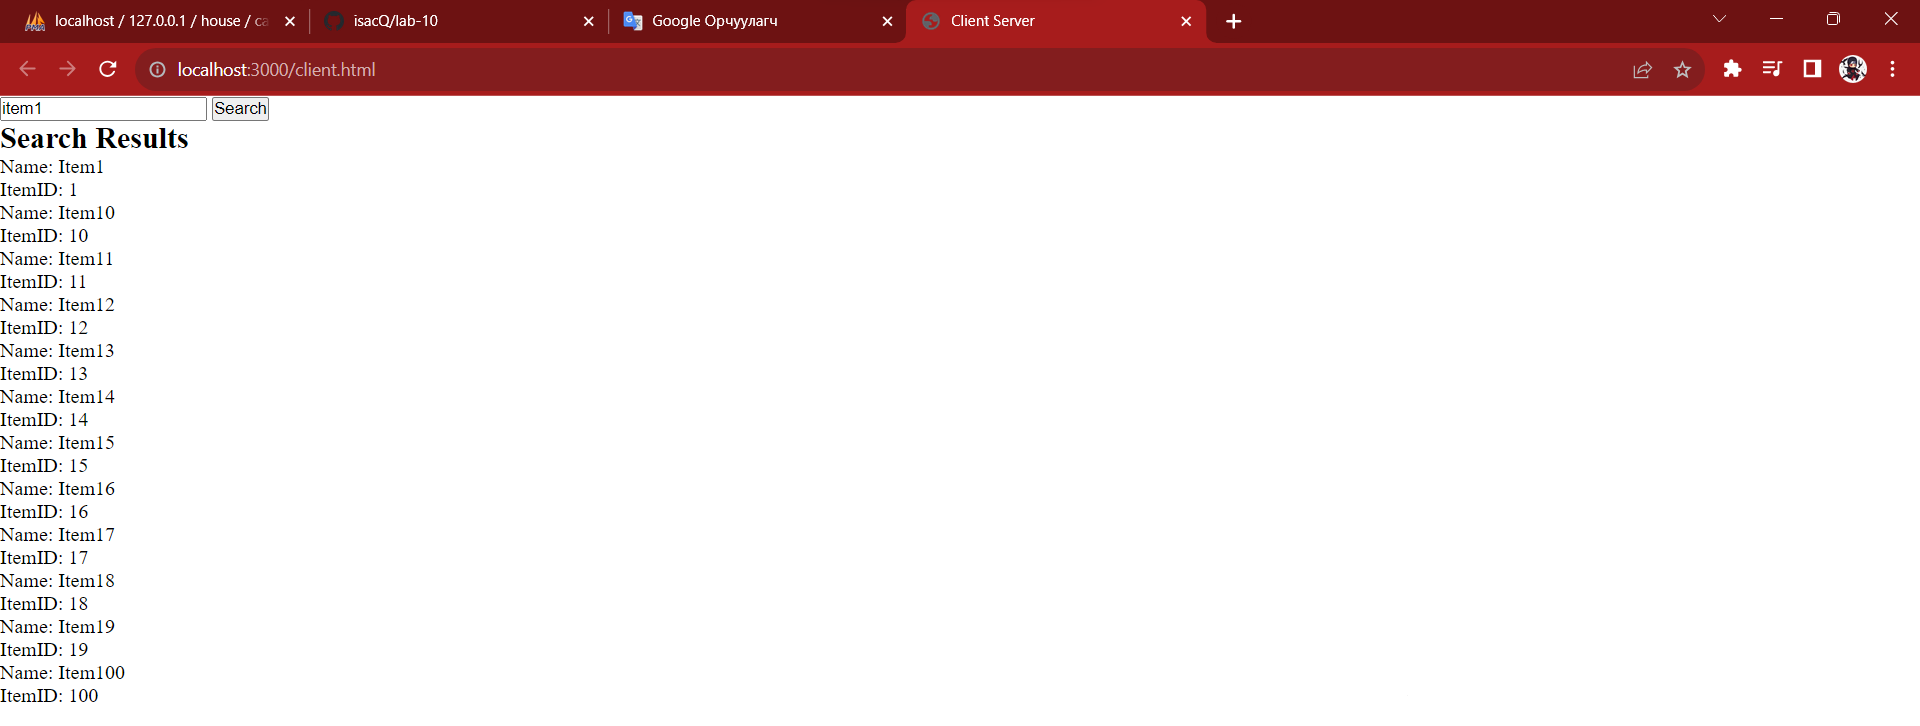 localhost / 127.0.0.1 / house / ca
isacQ/lab-10
Google Орчуулагч
Client Server
localhost:3000/client.html
item1 Search
Search Results
Name: Item1
ItemID: 1
Name: Item10
ItemID: 10
Name: Item11
ItemID: 11
Name: Item12
ItemID: 12
Name: Item13
ItemID: 13
Name: Item14
ItemID: 14
Name: Item15
ItemID: 15
Name: Item16
ItemID: 16
Name: Item17
ItemID: 17
Name: Item18
ItemID: 18
Name: Item19
ItemID: 19
Name: Item100
ItemID: 100